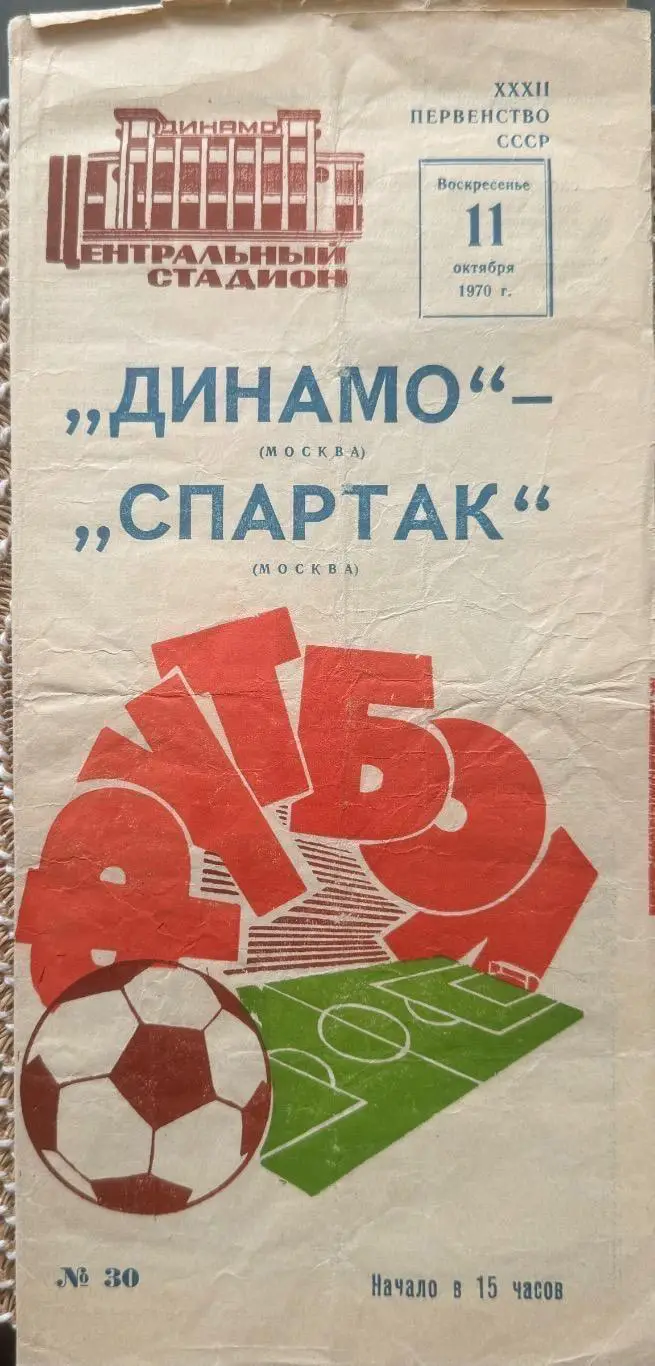 ДИНАМО
ЦЕНТРАЛЬНЫЙ
СТАДИОН
XXXII
ПЕРВЕНСТВО
СССР
Воскресенье
11
октября
1970 г.
„ДИНАМО“ –
(МОСКВА)
„СПАРТАК“
(МОСКВА)
ФУТБОЛ
№ 30
Начало в 15 часов